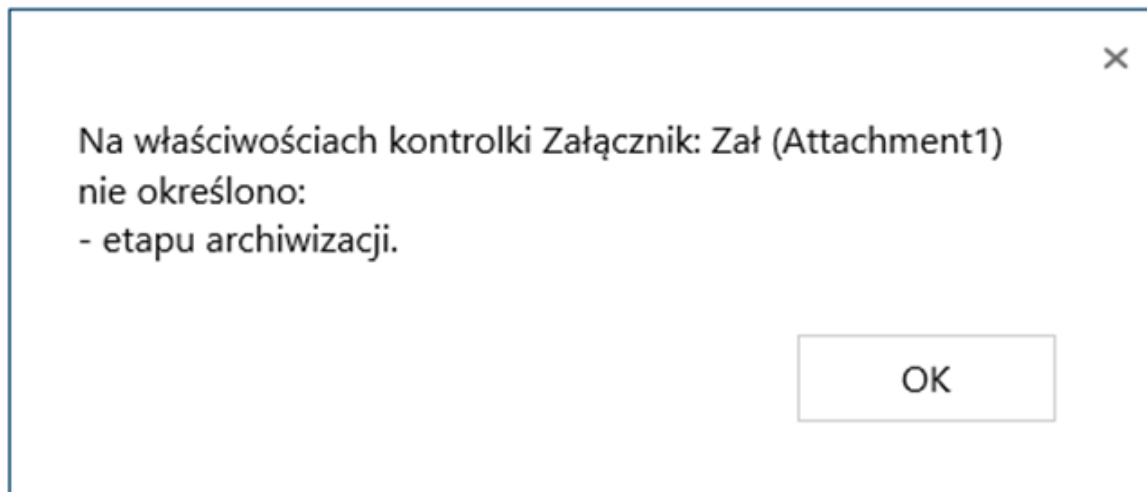 Na właściwościach kontrolki Załącznik: Zał (Attachment1)
nie określono:
- etapu archiwizacji.
OK